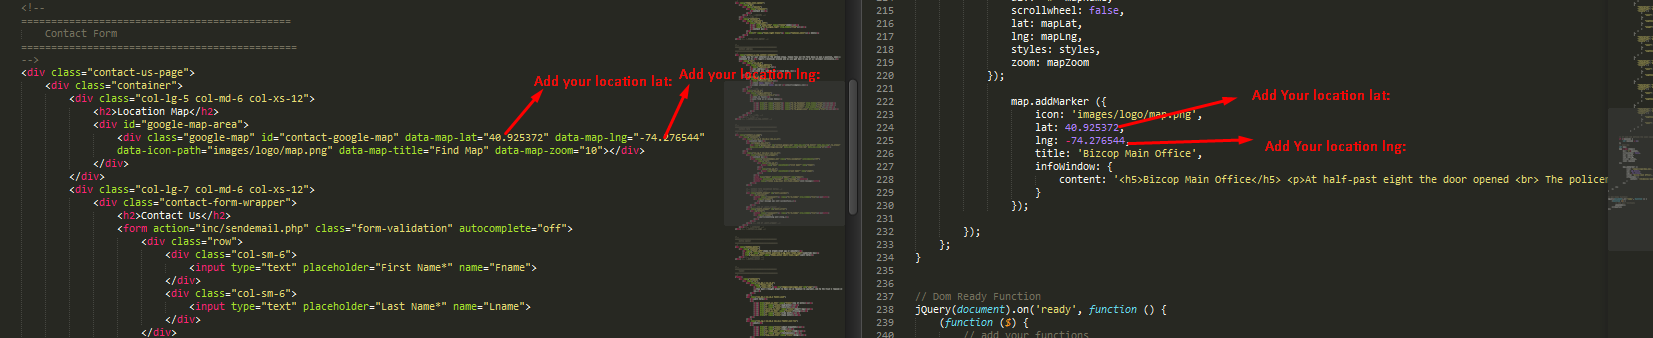 <!--
=============================================
    Contact Form
==============================================
-->
<div class="contact-us-page">
    <div class="container">
        <div class="col-lg-5 col-md-6 col-xs-12">
            <h2>Location Map</h2>
            <div id="google-map-area">
                <div class="google-map" id="contact-google-map" data-map-lat="40.925372" data-map-lng="-74.276544"
                data-icon-path="images/logo/map.png" data-map-title="Find Map" data-map-zoom="10"></div>
            </div>
        </div>
        <div class="col-lg-7 col-md-6 col-xs-12">
            <div class="contact-form-wrapper">
                <h2>Contact Us</h2>
                <form action="inc/sendemail.php" class="form-validation" autocomplete="off">
                    <div class="row">
                        <div class="col-sm-6">
                            <input type="text" placeholder="First Name*" name="Fname">
                        </div>
                        <div class="col-sm-6">
                            <input type="text" placeholder="Last Name*" name="Lname">
                        </div>
                    </div>
Add your location lat:
Add your location lng:
215 scrollwheel: false,
216 lat: mapLat,
217 lng: mapLng,
218 styles: styles,
219 zoom: mapZoom
220 });
221
222 map.addMarker ({
223 icon: 'images/logo/map.png',
224 lat: 40.925372,
225 lng: -74.276544,
226 title: 'Bizcop Main Office',
227 infoWindow: {
228 content: '<h5>Bizcop Main Office</h5> <p>At half-past eight the door opened <br> The policem
229 }
230 });
231
232 });
233 };
234 }
235
236
237 // Dom Ready Function
238 jQuery(document).on('ready', function () {
239 (function ($) {
240 // add your functions
Add Your location lat:
Add Your location lng: